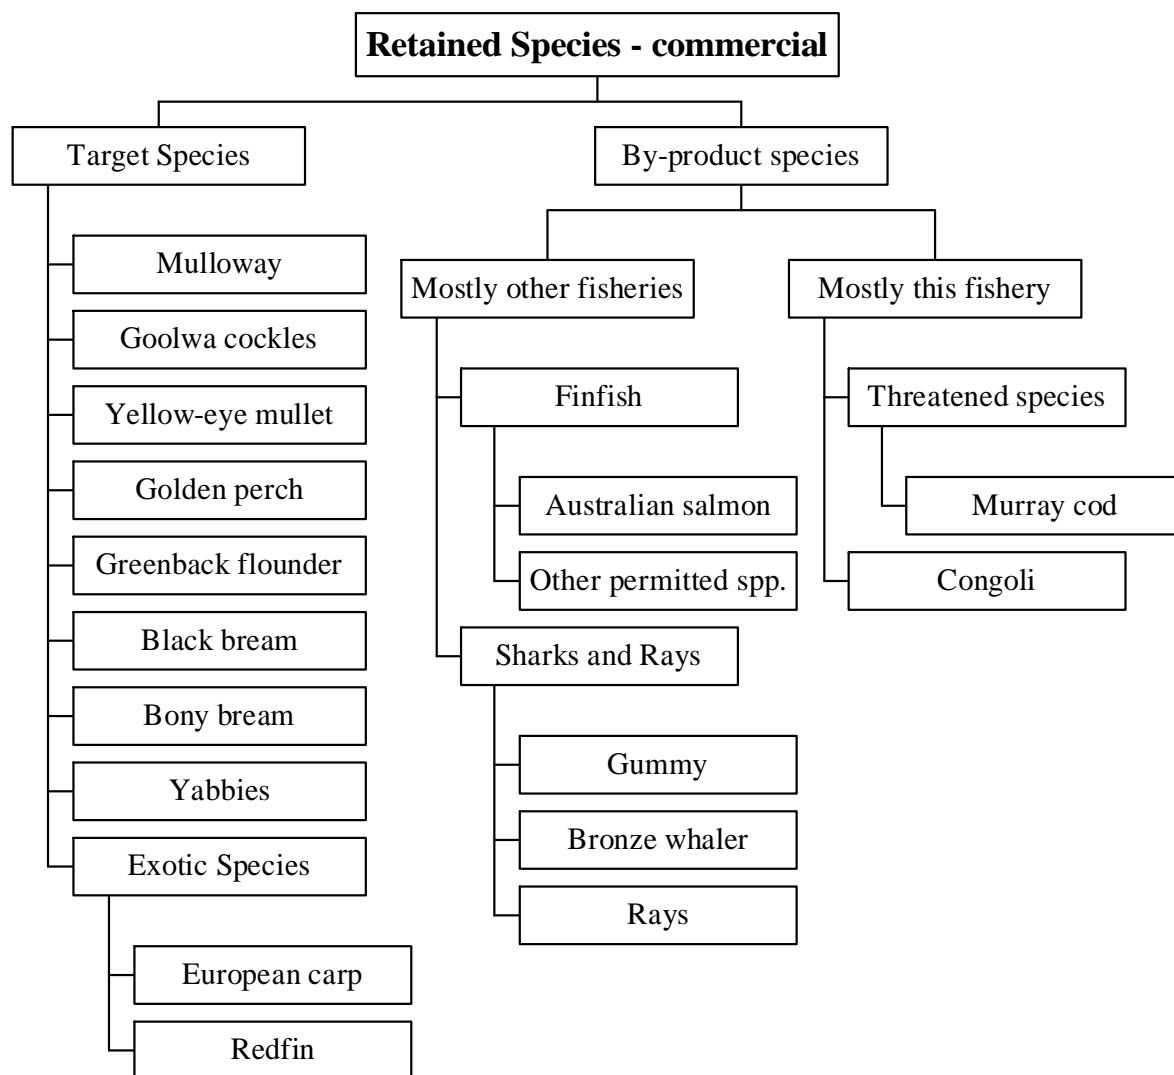 Retained Species - commercial
Target Species
By-product species
Mulloway
Goolwa cockles
Yellow-eye mullet
Golden perch
Greenback flounder
Black bream
Bony bream
Yabbies
Exotic Species
European carp
Redfin
Mostly other fisheries
Finfish
Australian salmon
Other permitted spp.
Sharks and Rays
Gummy
Bronze whaler
Rays
Mostly this fishery
Threatened species
Murray cod
Congoli